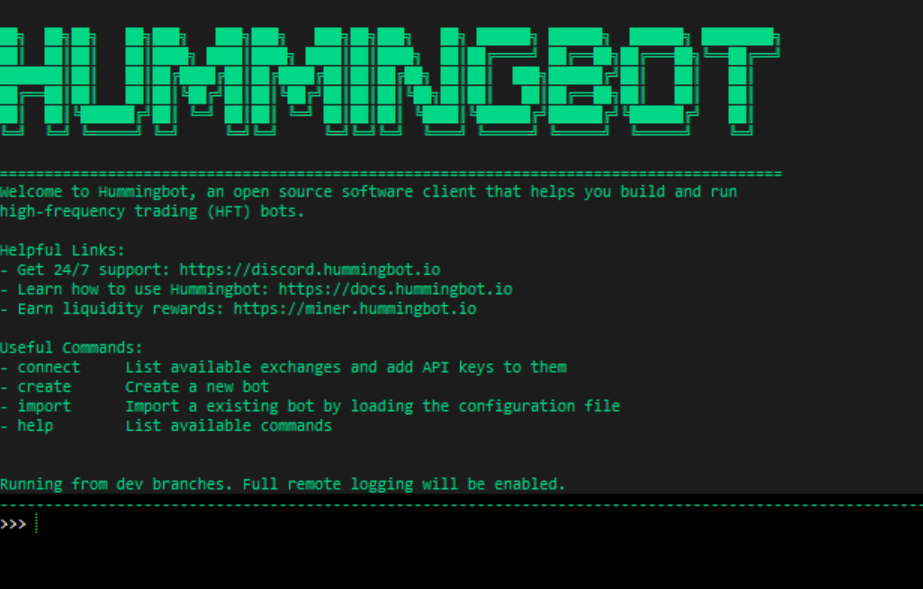 HUMMINGBOT
======================================================================================
Welcome to Hummingbot, an open source software client that helps you build and run
high-frequency trading (HFT) bots.
Helpful Links:
- Get 24/7 support: https://discord.hummingbot.io
- Learn how to use Hummingbot: https://docs.hummingbot.io
- Earn liquidity rewards: https://miner.hummingbot.io
Useful Commands:
- connect     List available exchanges and add API keys to them
- create      Create a new bot
- import      Import a existing bot by loading the configuration file
- help        List available commands
Running from dev branches. Full remote logging will be enabled.
>>>